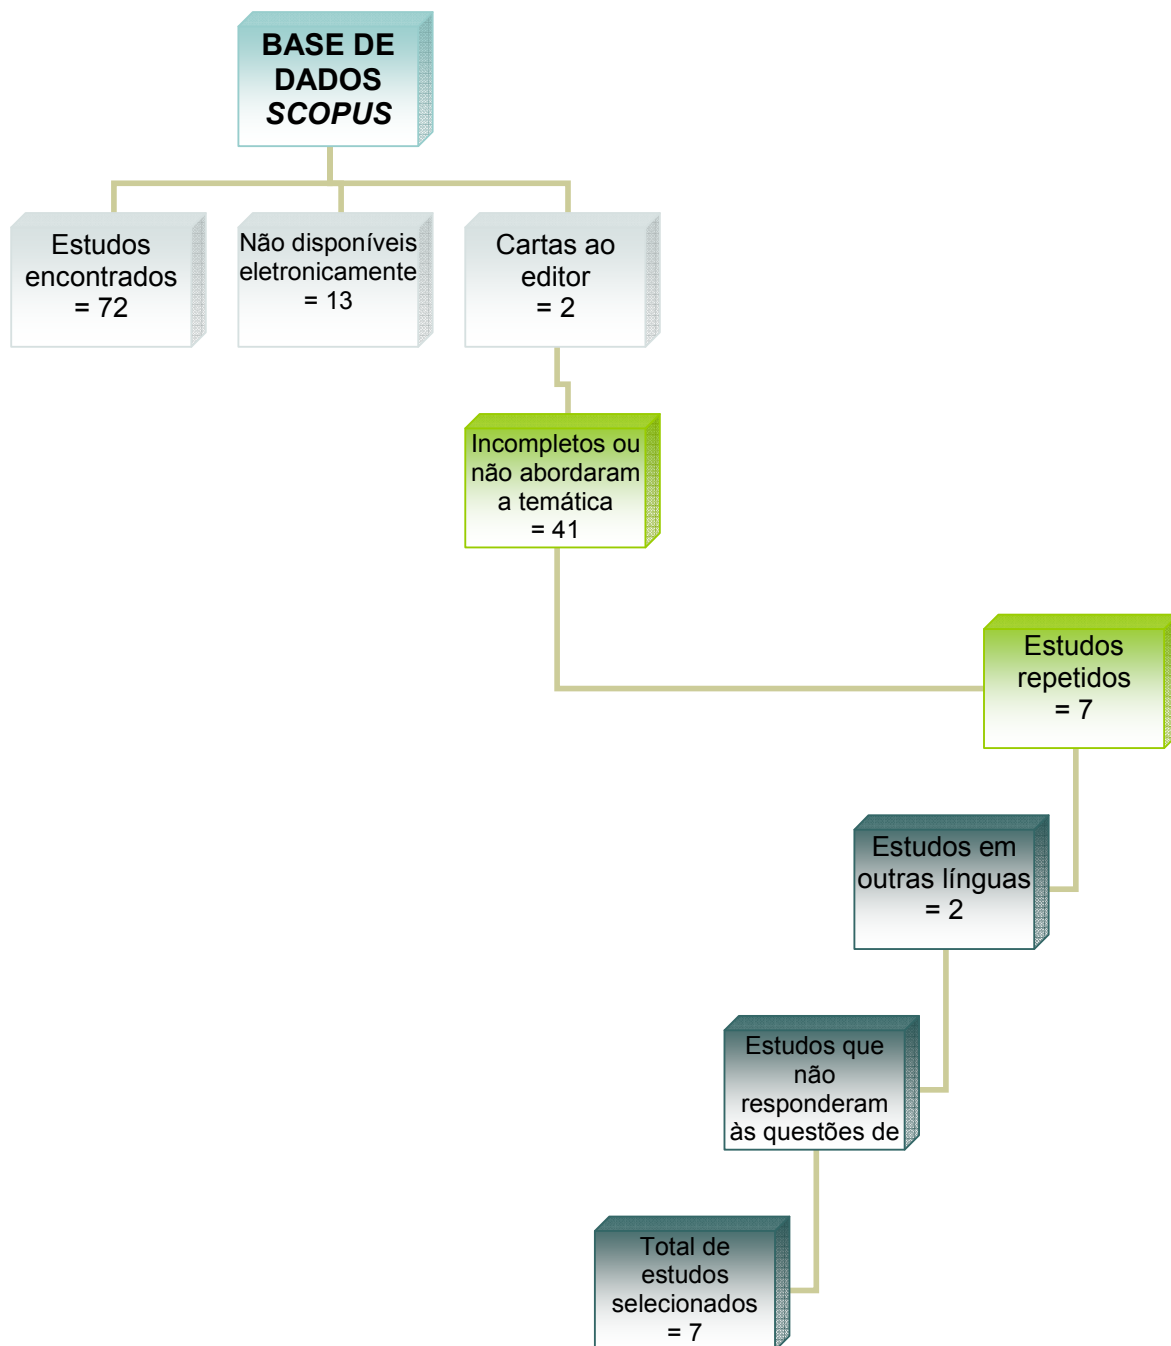 BASE DE
DADOS
SCOPUS
Estudos
encontrados
= 72
Não disponíveis
eletronicamente
= 13
Cartas ao
editor
= 2
Incompletos ou
não abordaram
a temática
= 41
Estudos
repetidos
= 7
Estudos em
outras línguas
= 2
Estudos que
não
responderam
às questões de
Total de
estudos
selecionados
= 7